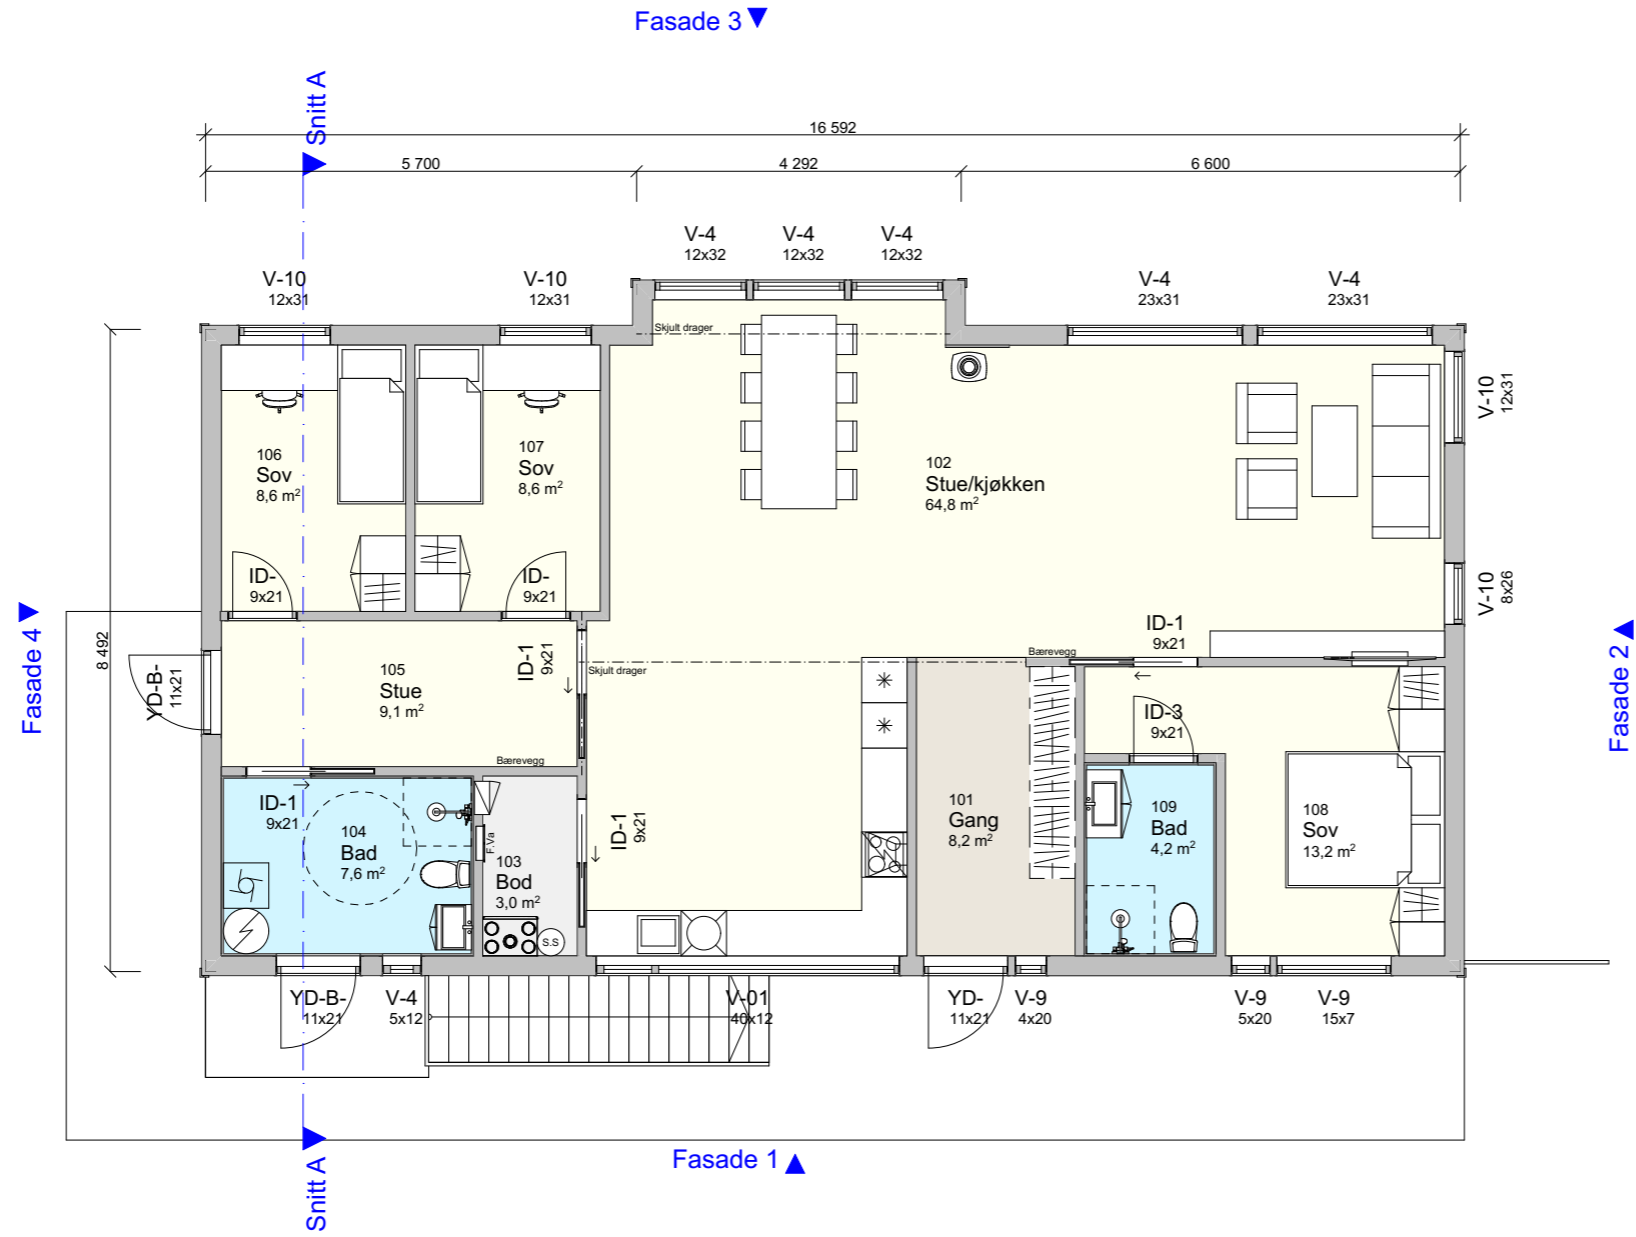 Fasade 3
Snitt A
16 592
5 700
4 292
6 600
V-4
12x32
V-4
12x32
V-4
12x32
V-10
12x31
V-10
12x31
V-4
23x31
V-4
23x31
Skjult drager
V-10
12x31
106
Sov
8,6 m²
107
Sov
8,6 m²
102
Stue/kjøkken
64,8 m²
ID-
9x21
ID-
9x21
V-10
8x26
Fasade 4
8 492
YD-B-
11x21
105
Stue
9,1 m²
ID-1
9x21
Skjult drager
Bærevegg
ID-1
9x21
Fasade 2
ID-3
9x21
Bærevegg
ID-1
9x21
104
Bad
7,6 m²
F.Va
103
Bod
3,0 m²
S.S
ID-1
9x21
101
Gang
8,2 m²
109
Bad
4,2 m²
108
Sov
13,2 m²
YD-B-
11x21
V-4
5x12
V-01
40x12
YD-
11x21
V-9
4x20
V-9
5x20
V-9
15x7
Fasade 1
Snitt A